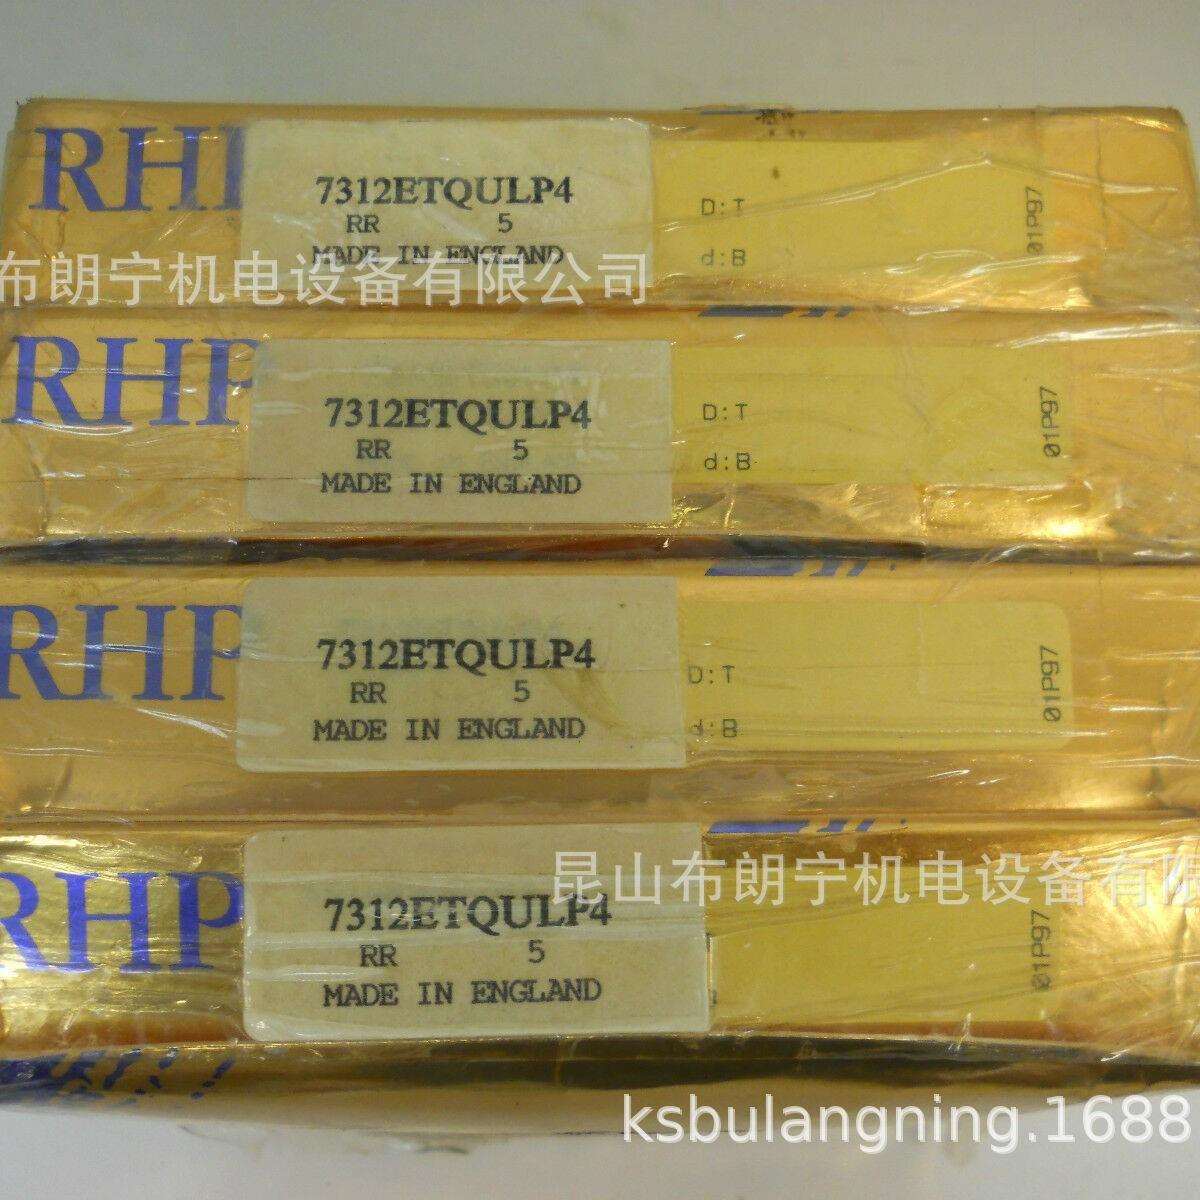 RHP
7312ETQULP4
RR 5
MADE IN ENGLAND
D:T
d:B
01P97
布朗宁机电设备有限公司
RHP
7312ETQULP4
RR 5
MADE IN ENGLAND
D:T
d:B
01P97
RHP
7312ETQULP4
RR 5
MADE IN ENGLAND
D:T
d:B
01P97
昆山布朗宁机电设备有限
RHP
7312ETQULP4
RR 5
MADE IN ENGLAND
01P97
ksbulangning.1688